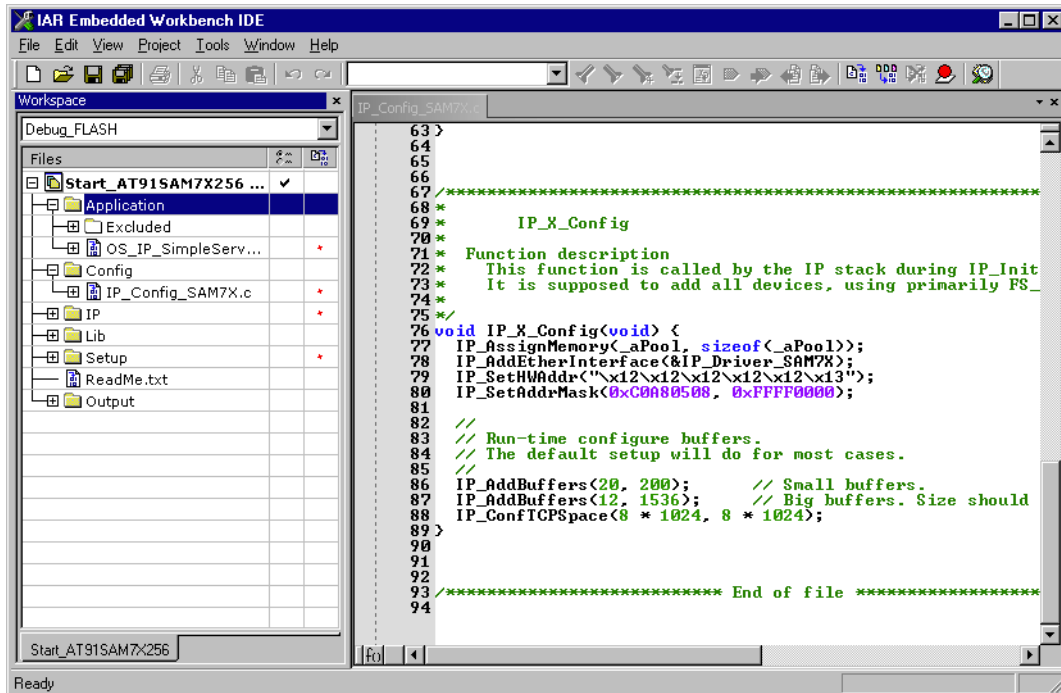 IAR Embedded Workbench IDE
File Edit View Project Tools Window Help
Workspace
IP_Config_SAM7X.c
Debug_FLASH
Files
Start_AT91SAM7X256 ...
Application
Excluded
OS_IP_SimpleServ...
Config
IP_Config_SAM7X.c
IP
Lib
Setup
ReadMe.txt
Output
Start_AT91SAM7X256
63 }
64
65
66
67 /**************************************************************
68 *
69 *       IP_X_Config
70 *
71 *  Function description
72 *    This function is called by the IP stack during IP_Init
73 *    It is supposed to add all devices, using primarily FS_
74 *
75 */
76 void IP_X_Config(void) {
77   IP_AssignMemory(_aPool, sizeof(_aPool));
78   IP_AddEtherInterface(&IP_Driver_SAM7X);
79   IP_SetHWAddr("\x12\x12\x12\x12\x12\x13");
80   IP_SetAddrMask(0xC0A80508, 0xFFFF0000);
81
82   //
83   // Run-time configure buffers.
84   // The default setup will do for most cases.
85   //
86   IP_AddBuffers(20, 200);      // Small buffers.
87   IP_AddBuffers(12, 1536);     // Big buffers. Size should
88   IP_ConfTCPSpace(8 * 1024, 8 * 1024);
89 }
90
91
92
93 /**************************** End of file *******************
94
fo
Ready